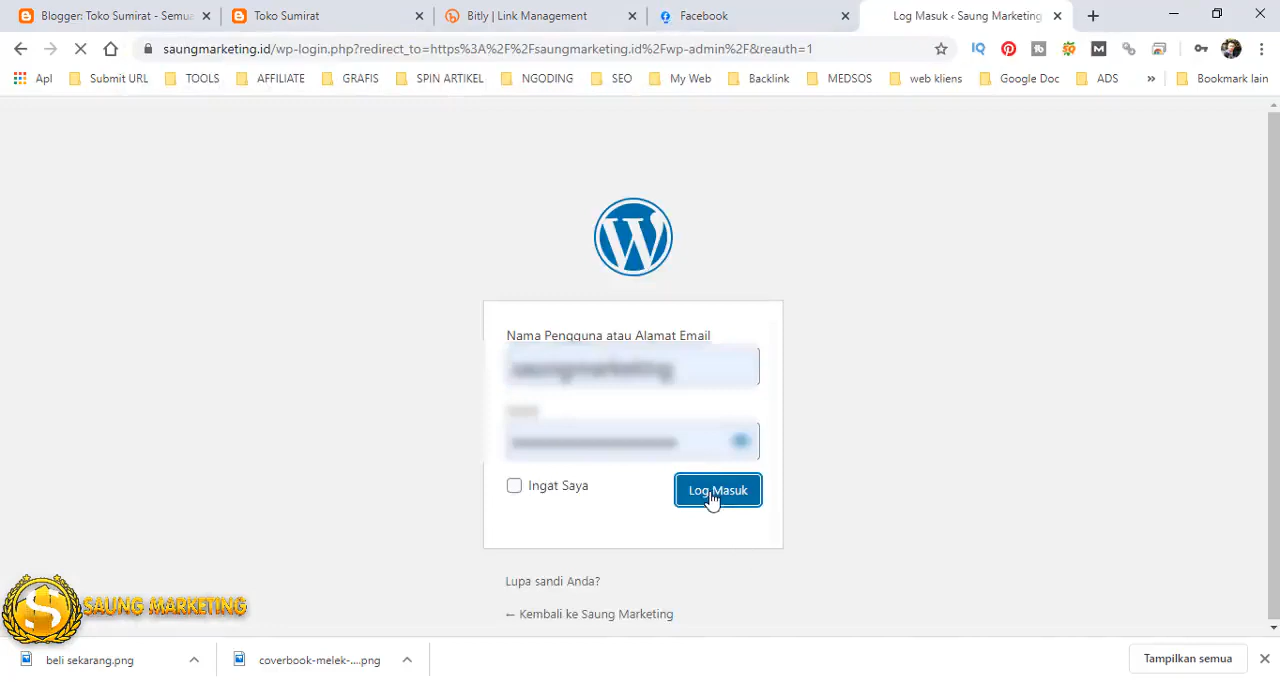 Blogger: Toko Sumirat - Semua
Toko Sumirat
Bitly | Link Management
Facebook
Log Masuk ‹ Saung Marketing
saungmarketing.id/wp-login.php?redirect_to=https%3A%2F%2Fsaungmarketing.id%2Fwp-admin%2F&reauth=1
IQ
M
Apl
Submit URL
TOOLS
AFFILIATE
GRAFIS
SPIN ARTIKEL
NGODING
SEO
My Web
Backlink
MEDSOS
web kliens
Google Doc
ADS
»
Bookmark lain
W
Nama Pengguna atau Alamat Email
saungmarketing
Ingat Saya
Log Masuk
Lupa sandi Anda?
← Kembali ke Saung Marketing
$ SAUNG MARKETING
beli sekarang.png
coverbook-melek-....png
Tampilkan semua